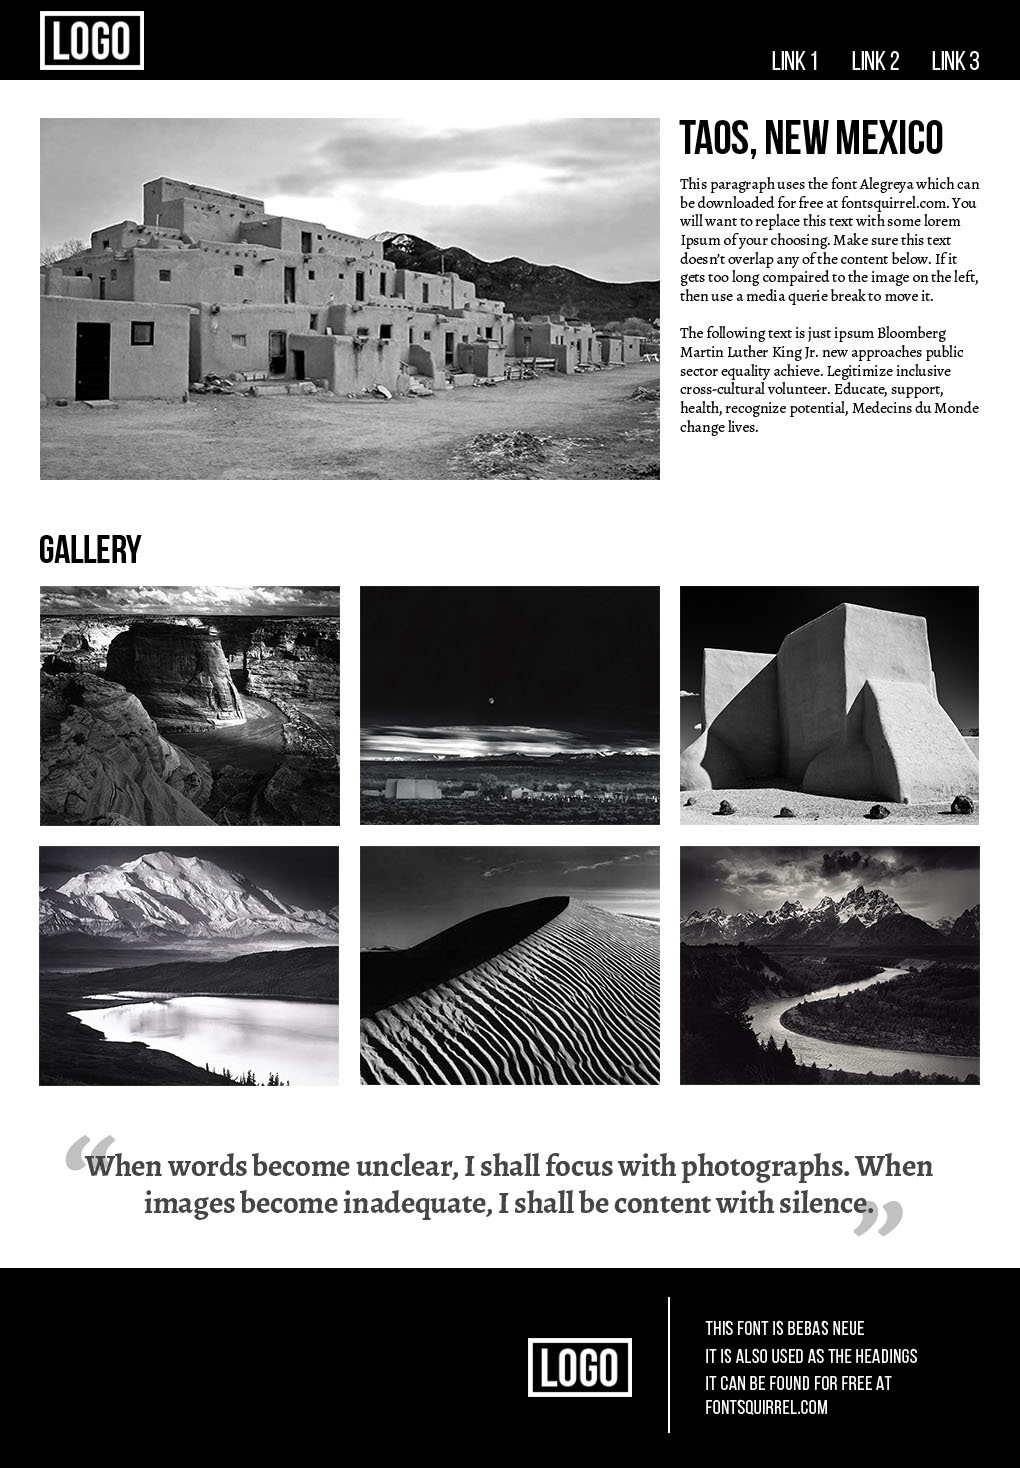 LOGO
LINK 1 LINK 2 LINK 3
TAOS, NEW MEXICO
This paragraph uses the font Alegreya which can
be downloaded for free at fontsquirrel.com. You
will want to replace this text with some lorem
Ipsum of your choosing. Make sure this text
doesn't overlap any of the content below. If it
gets too long compaired to the image on the left,
then use a media querie break to move it.
The following text is just ipsum Bloomberg
Martin Luther King Jr. new approaches public
sector equality achieve. Legitimize inclusive
cross-cultural volunteer. Educate, support,
health, recognize potential, Medecins du Monde
change lives.
GALLERY
“When words become unclear, I shall focus with photographs. When
images become inadequate, I shall be content with silence.”
LOGO
THIS FONT IS BEBAS NEUE
IT IS ALSO USED AS THE HEADINGS
IT CAN BE FOUND FOR FREE AT
FONTSQUIRREL.COM